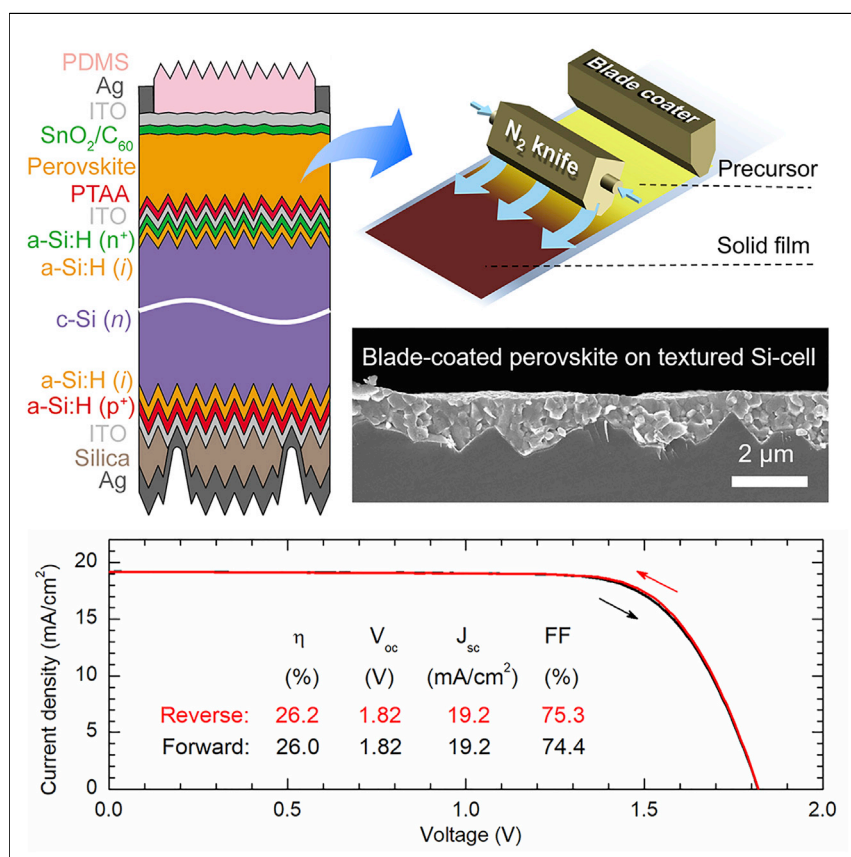 PDMS
Ag
ITO
SnO₂/C₆₀
Perovskite
PTAA
ITO
a-Si:H (n⁺)
a-Si:H (i)
c-Si (n)
a-Si:H (i)
a-Si:H (p⁺)
ITO
Silica
Ag
Blade coater
N₂ knife
Precursor
Solid film
Blade-coated perovskite on textured Si-cell
2 µm
Current density (mA/cm²)
20
15
10
5
0
η Voc Jsc FF
(%) (V) (mA/cm²) (%)
Reverse: 26.2 1.82 19.2 75.3
Forward: 26.0 1.82 19.2 74.4
0.0 0.5 1.0 1.5 2.0
Voltage (V)